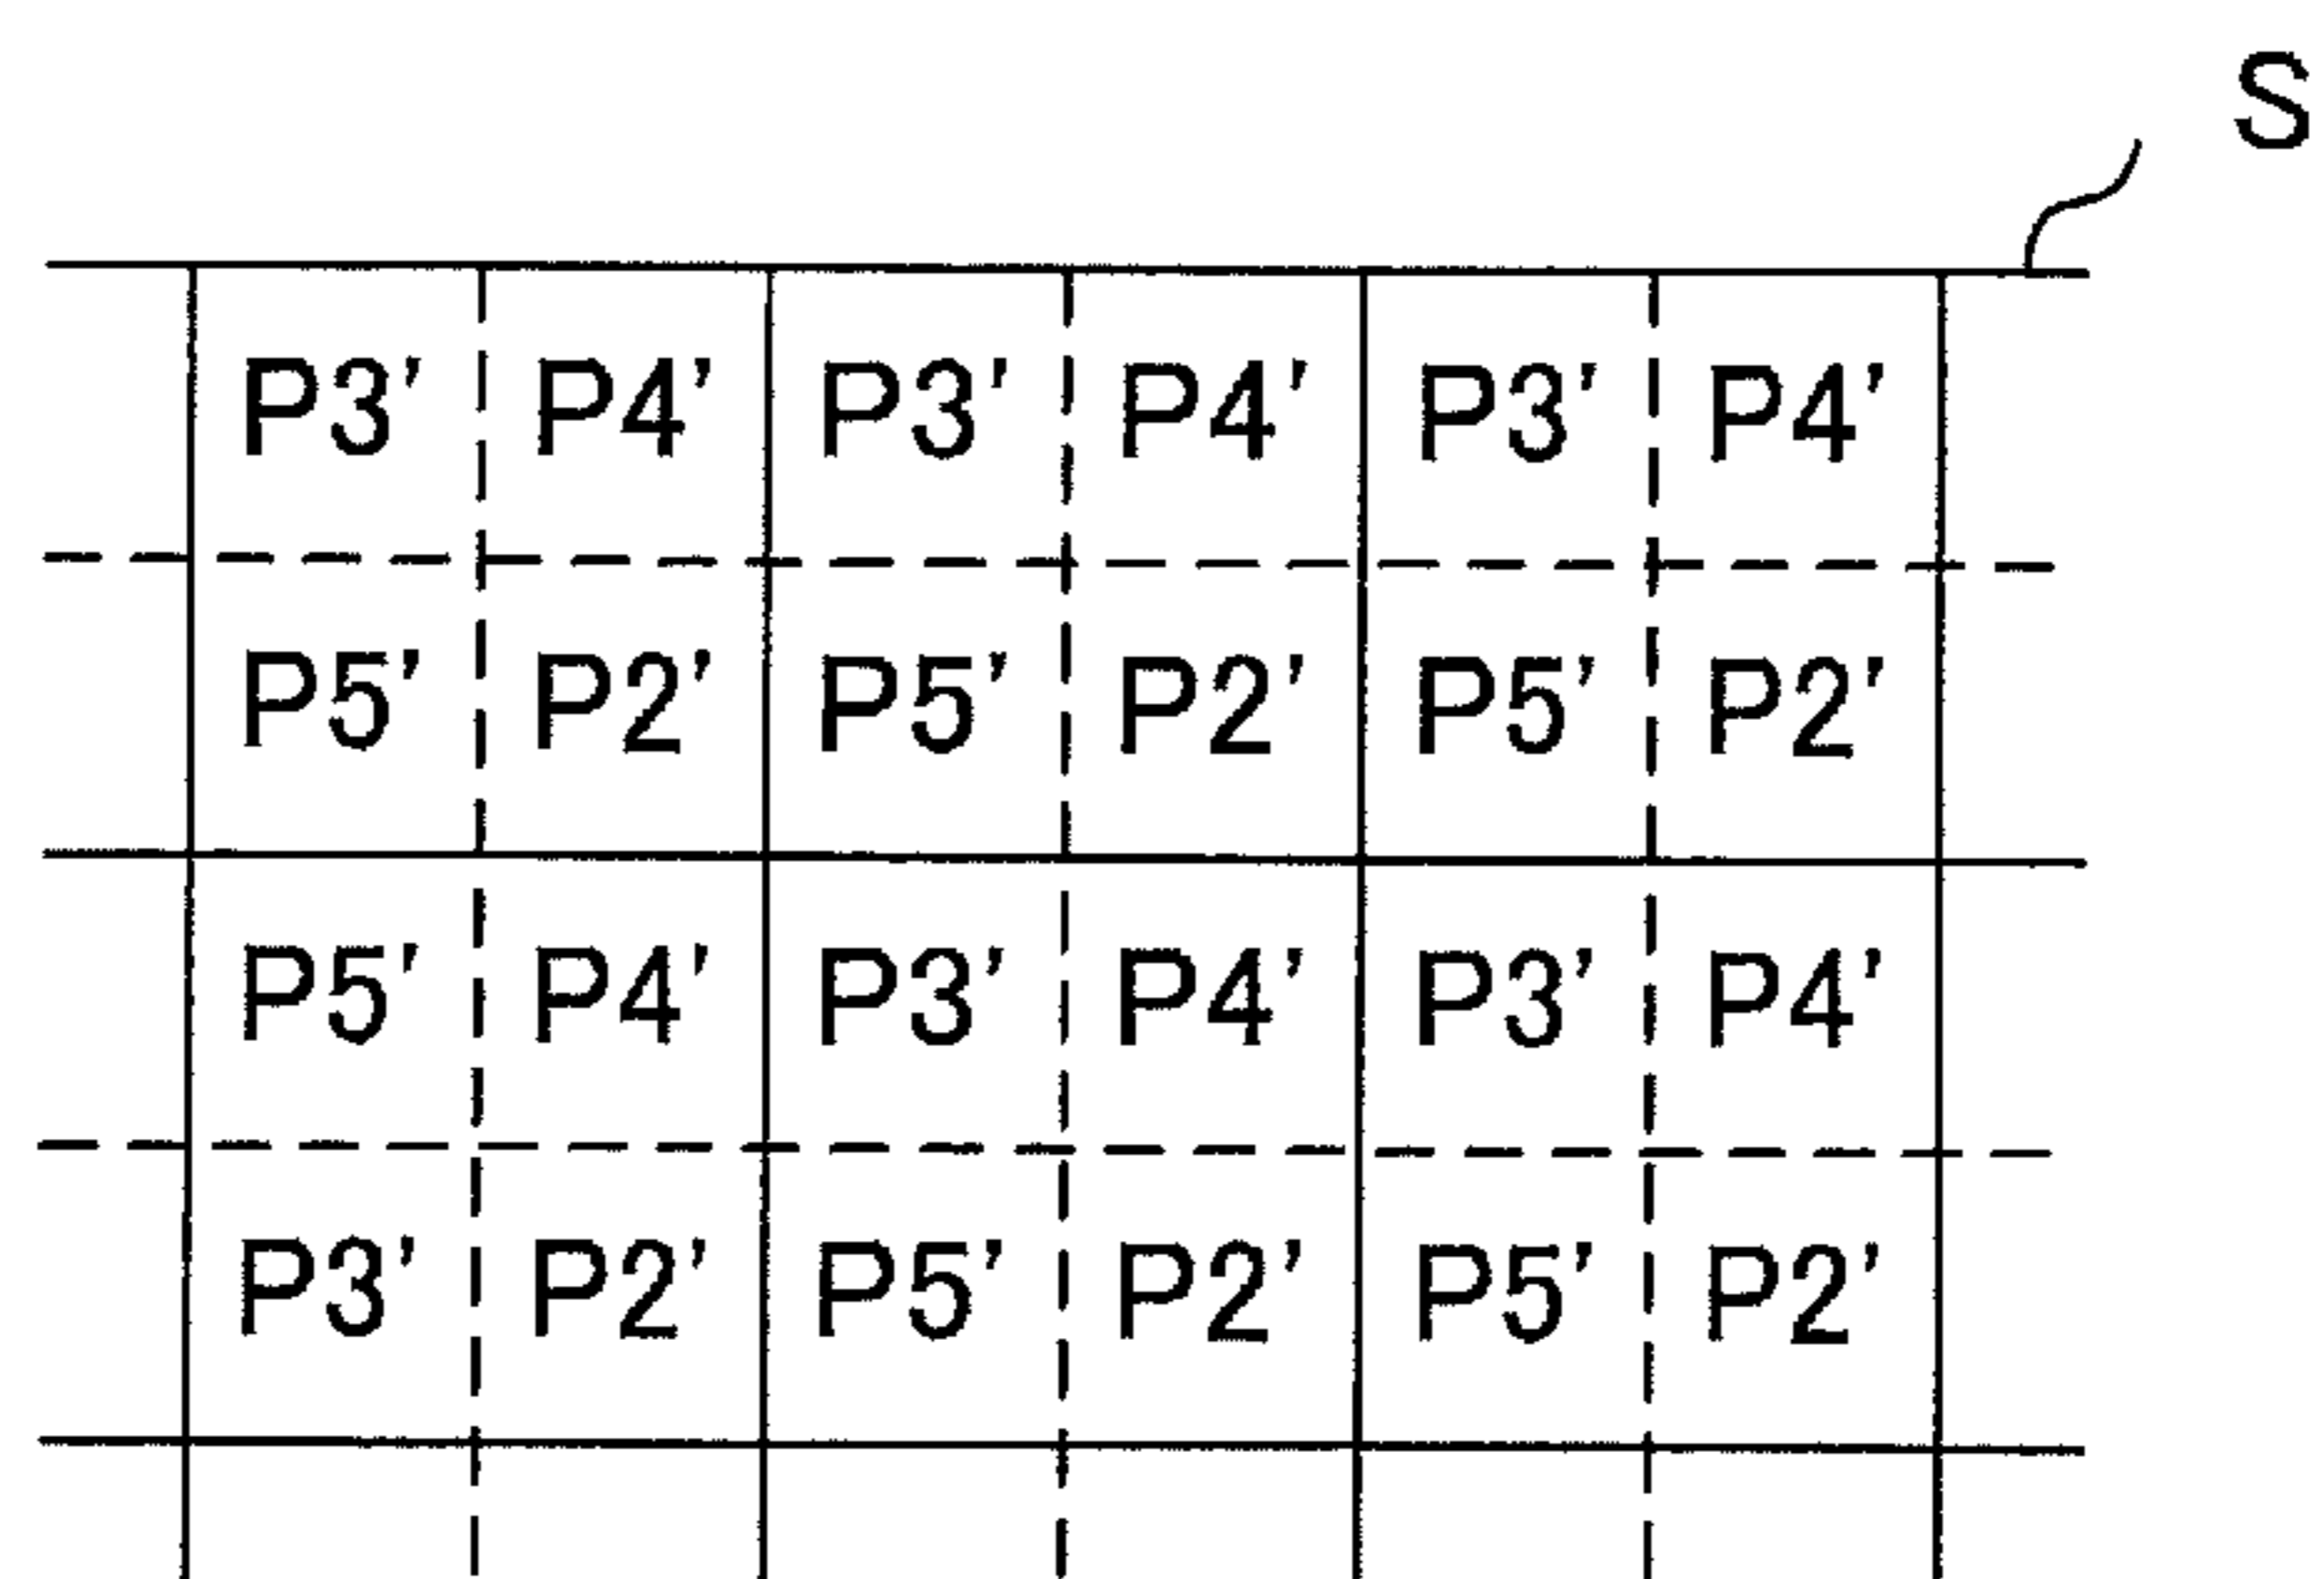 S
P3' P4' P3' P4' P3' P4'
P5' P2' P5' P2' P5' P2'
P5' P4' P3' P4' P3' P4'
P3' P2' P5' P2' P5' P2'